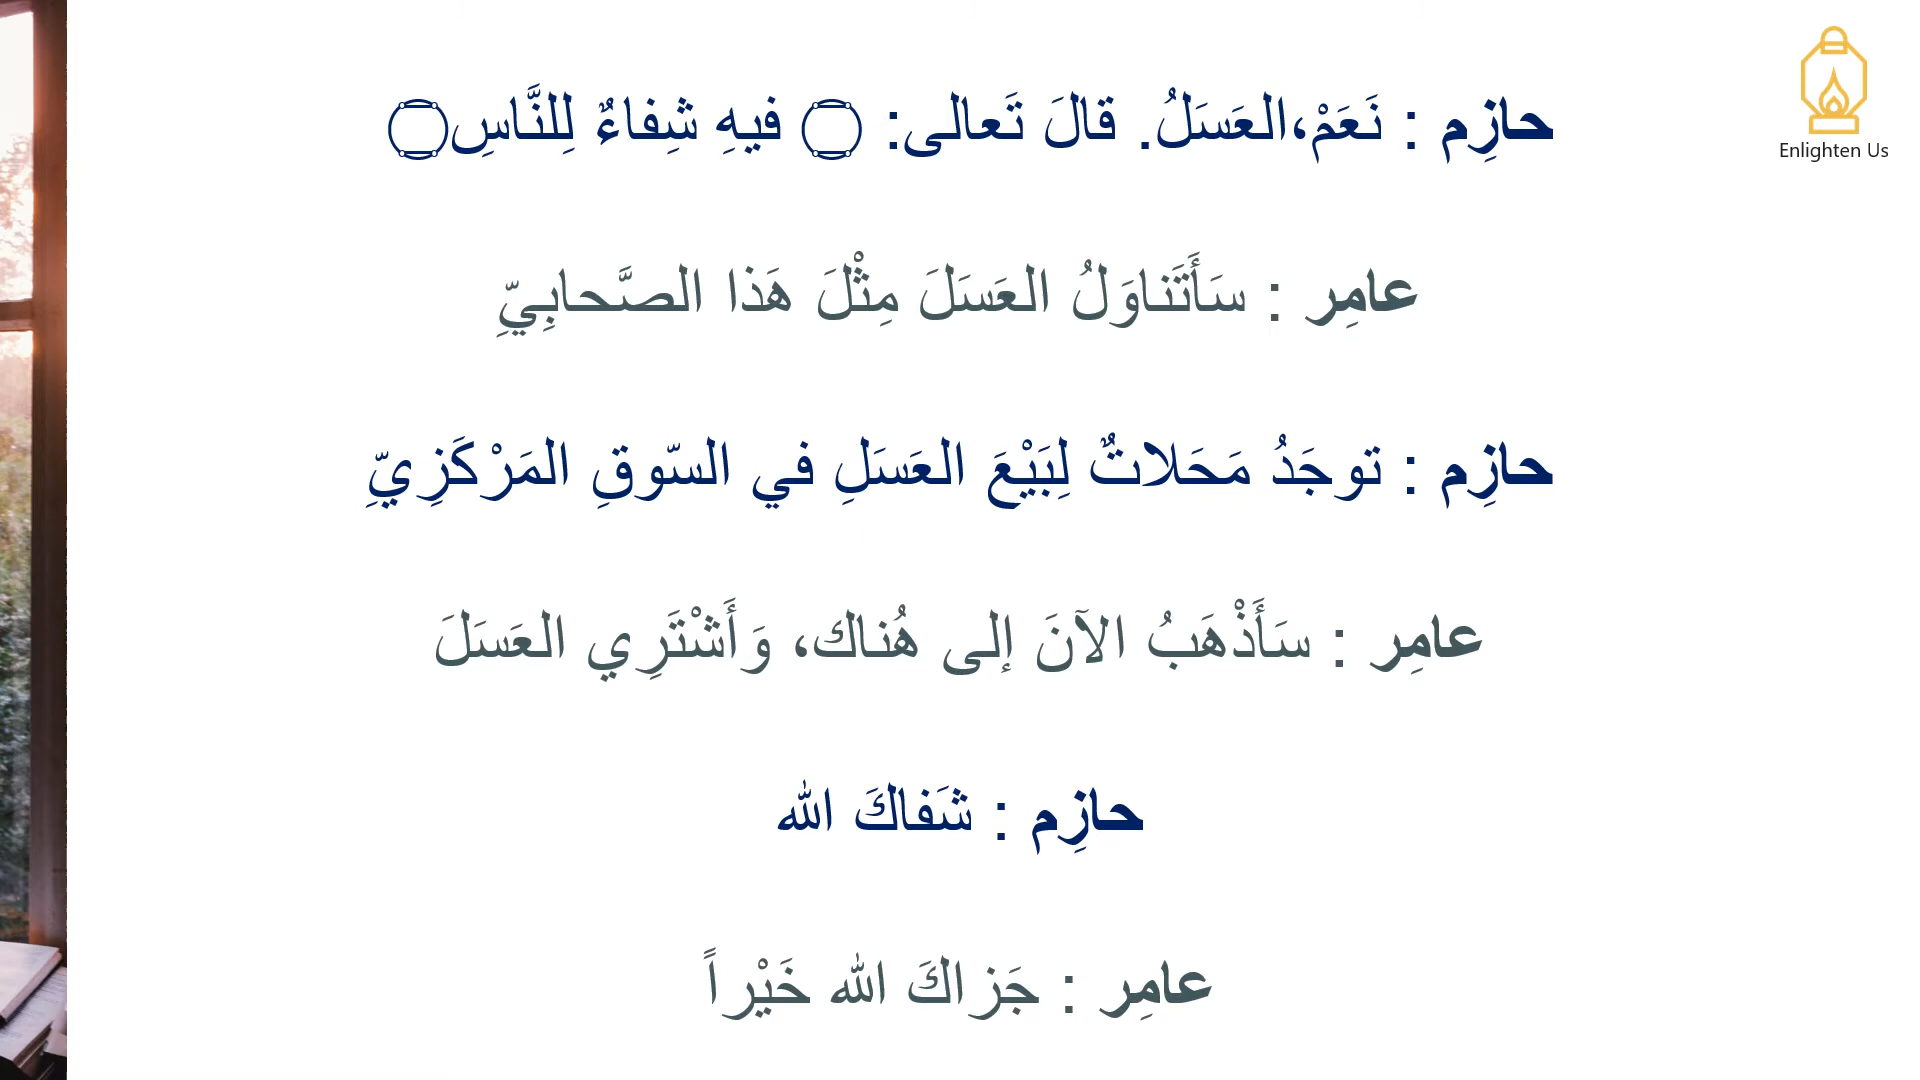 حازِم : نَعَمْ،العَسَلُ. قالَ تَعالى: ۝ فيهِ شِفاءٌ لِلنَّاسِ۝
Enlighten Us
عامِر : سَأَتَناوَلُ العَسَلَ مِثْلَ هَذا الصَّحابِيِّ
حازِم : توجَدُ مَحَلاتٌ لِبَيْعَ العَسَلِ في السّوقِ المَرْكَزِيِّ
عامِر : سَأَذْهَبُ الآنَ إلى هُناك، وَأَشْتَرِي العَسَلَ
حازِم : شَفاكَ الله
عامِر : جَزاكَ الله خَيْراً